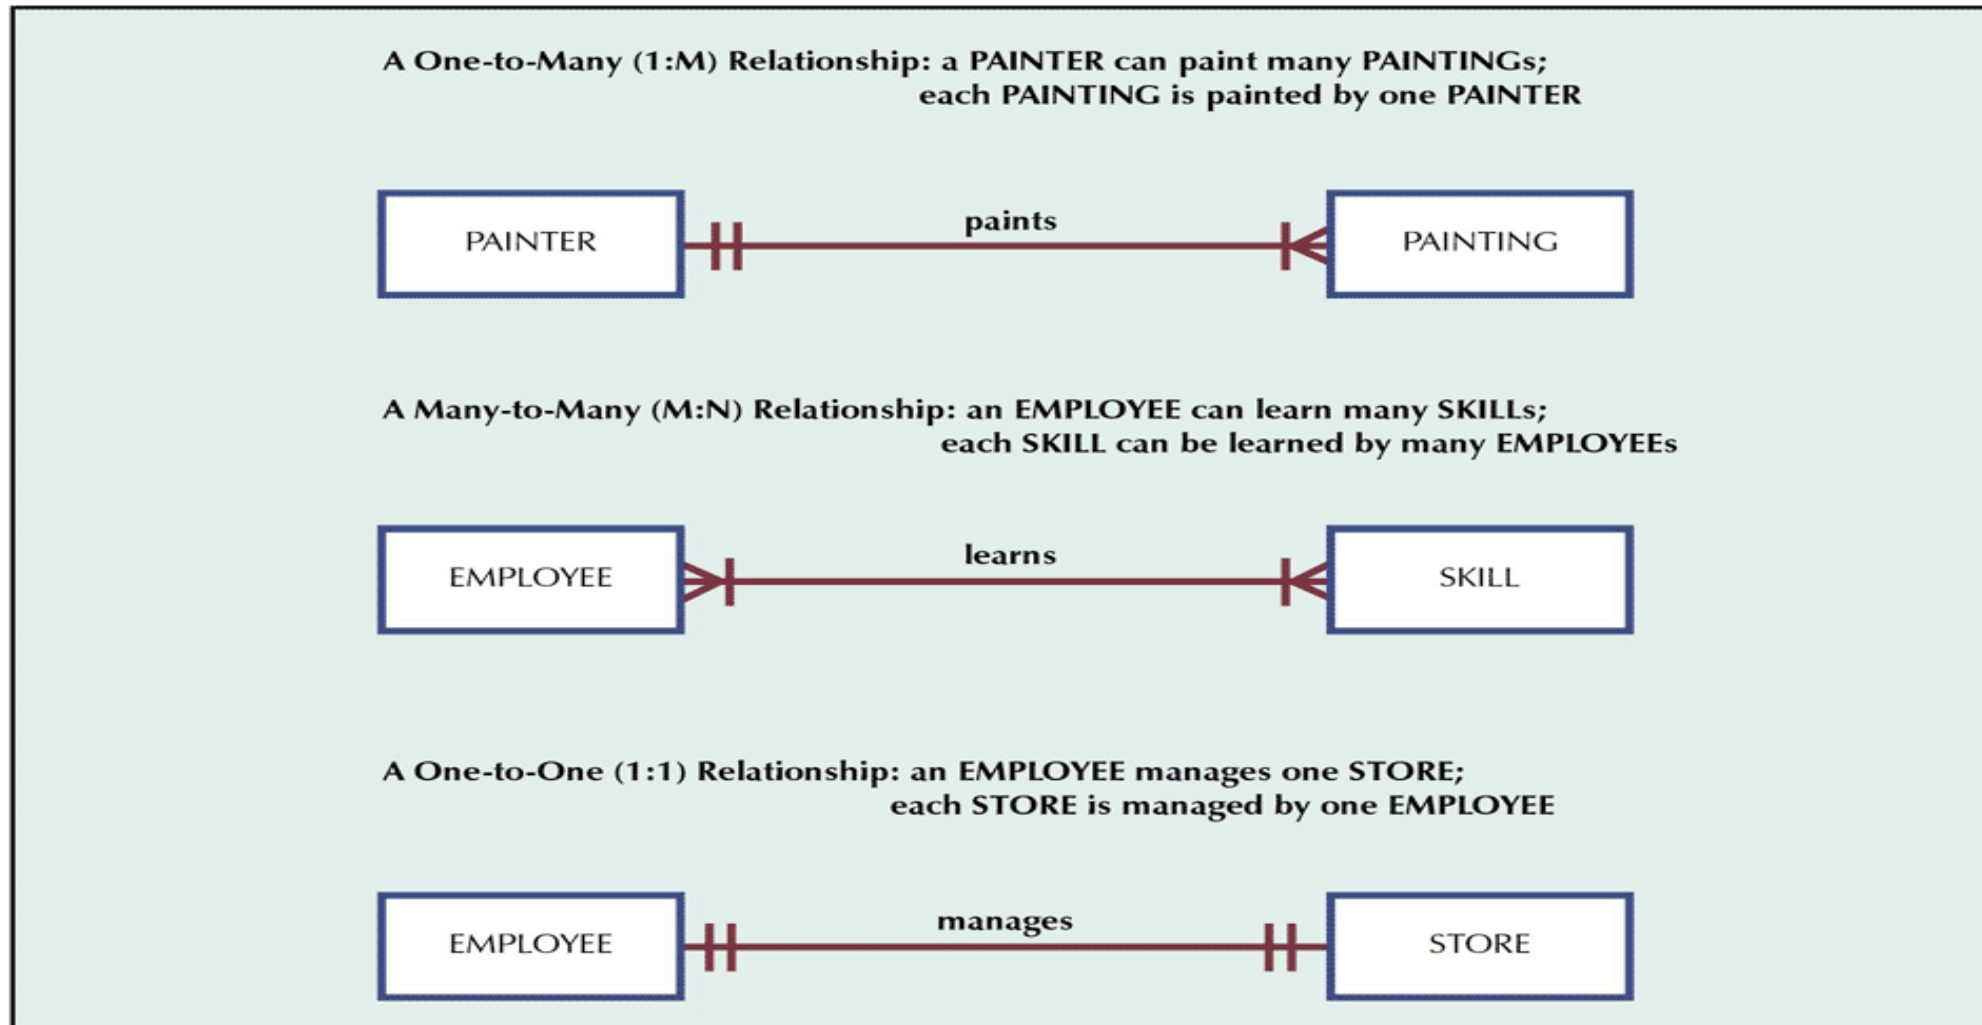 A One-to-Many (1:M) Relationship: a PAINTER can paint many PAINTINGs;
each PAINTING is painted by one PAINTER
PAINTER
paints
PAINTING
A Many-to-Many (M:N) Relationship: an EMPLOYEE can learn many SKILLs;
each SKILL can be learned by many EMPLOYEEs
EMPLOYEE
learns
SKILL
A One-to-One (1:1) Relationship: an EMPLOYEE manages one STORE;
each STORE is managed by one EMPLOYEE
EMPLOYEE
manages
STORE